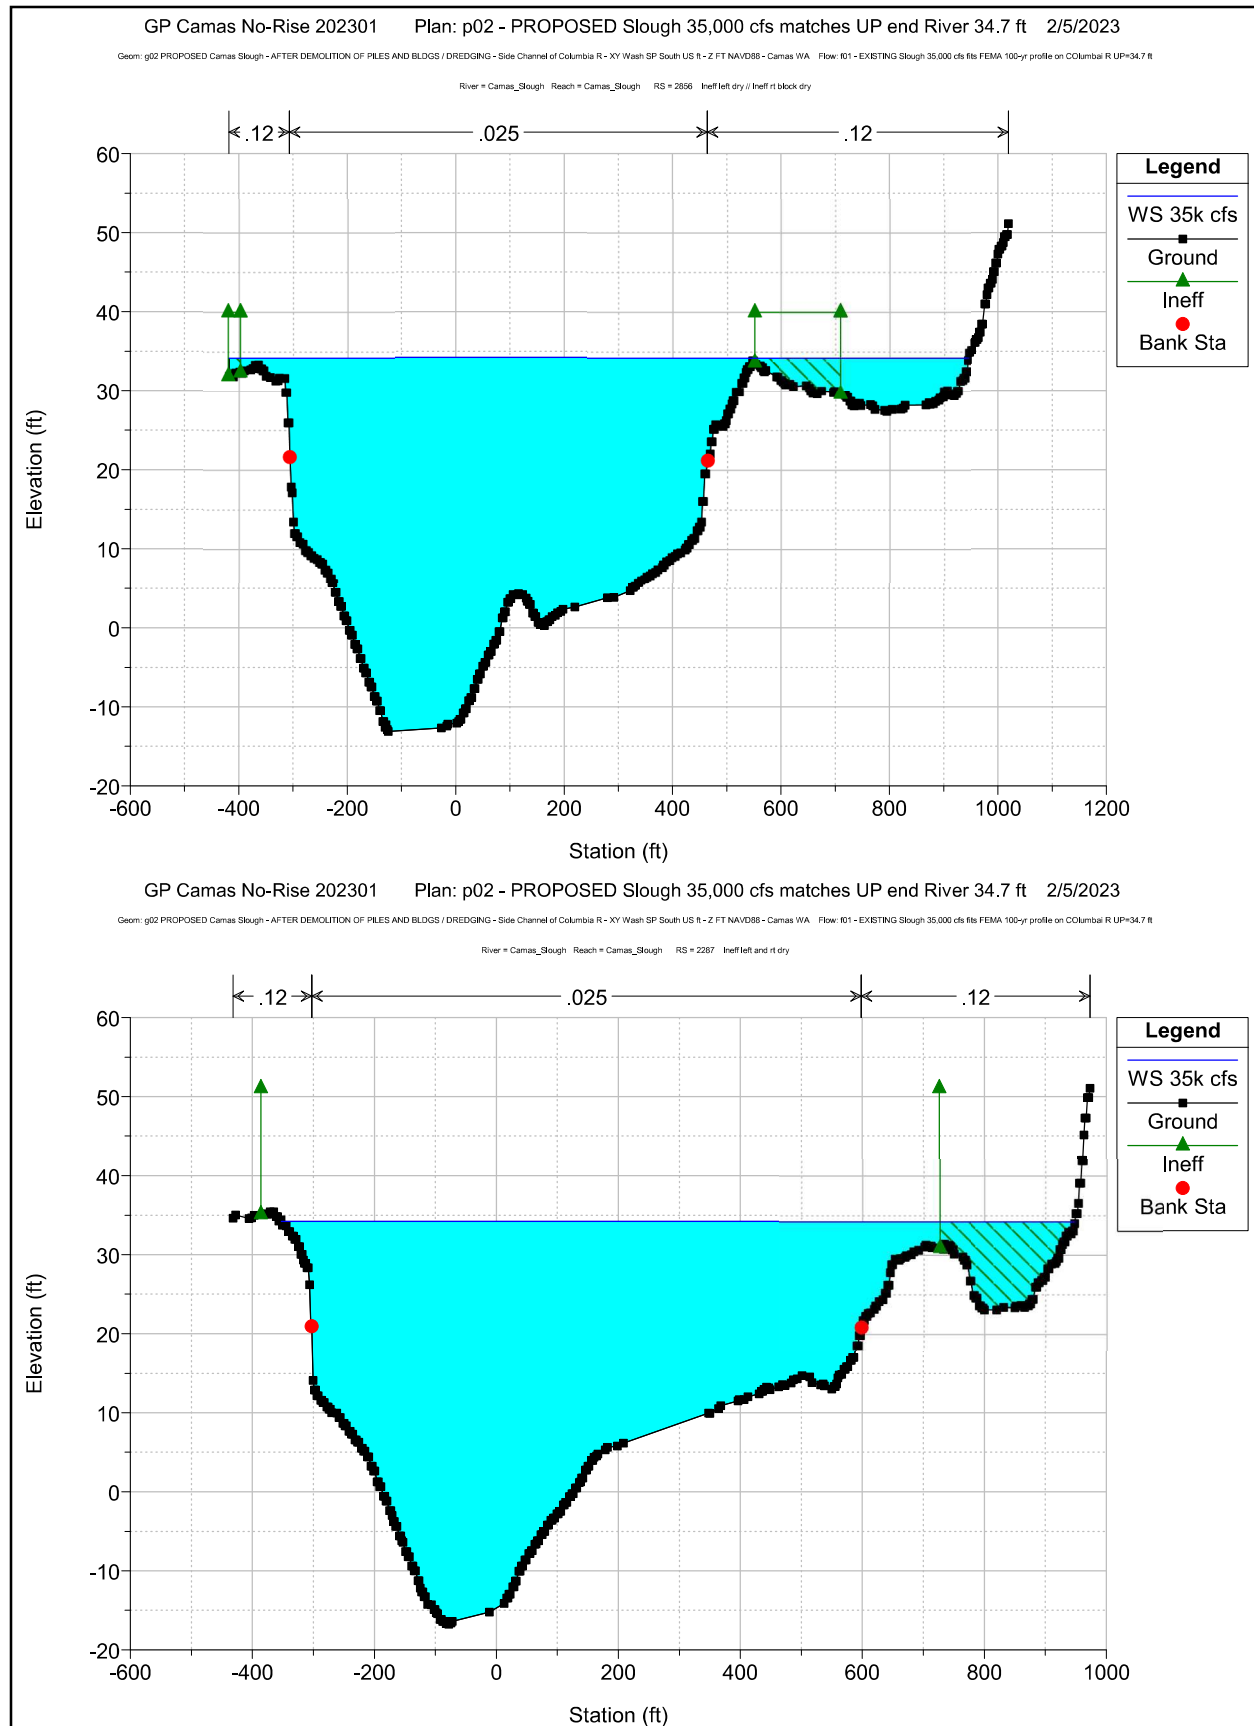 GP Camas No-Rise 202301 Plan: p02 - PROPOSED Slough 35,000 cfs matches UP end River 34.7 ft 2/5/2023
Geom: g02 PROPOSED Camas Slough - AFTER DEMOLITION OF PILES AND BLDGS / DREDGING - Side Channel of Columbia R - XY Wash SP South US ft - Z FT NAVD88 - Camas WA Flow: f01 - EXISTING Slough 35,000 cfs fits FEMA 100-yr profile on COlumbai R UP=34.7 ft
River = Camas_Slough Reach = Camas_Slough RS = 2856 Ineff left dry // Ineff rt block dry
.12 .025 .12
60
50
40
30
20
10
0
-10
-20
Elevation (ft)
-600 -400 -200 0 200 400 600 800 1000 1200
Station (ft)
Legend
WS 35k cfs
Ground
Ineff
Bank Sta
GP Camas No-Rise 202301 Plan: p02 - PROPOSED Slough 35,000 cfs matches UP end River 34.7 ft 2/5/2023
Geom: g02 PROPOSED Camas Slough - AFTER DEMOLITION OF PILES AND BLDGS / DREDGING - Side Channel of Columbia R - XY Wash SP South US ft - Z FT NAVD88 - Camas WA Flow: f01 - EXISTING Slough 35,000 cfs fits FEMA 100-yr profile on COlumbai R UP=34.7 ft
River = Camas_Slough Reach = Camas_Slough RS = 2287 Ineff left and rt dry
.12 .025 .12
60
50
40
30
20
10
0
-10
-20
Elevation (ft)
-600 -400 -200 0 200 400 600 800 1000
Station (ft)
Legend
WS 35k cfs
Ground
Ineff
Bank Sta